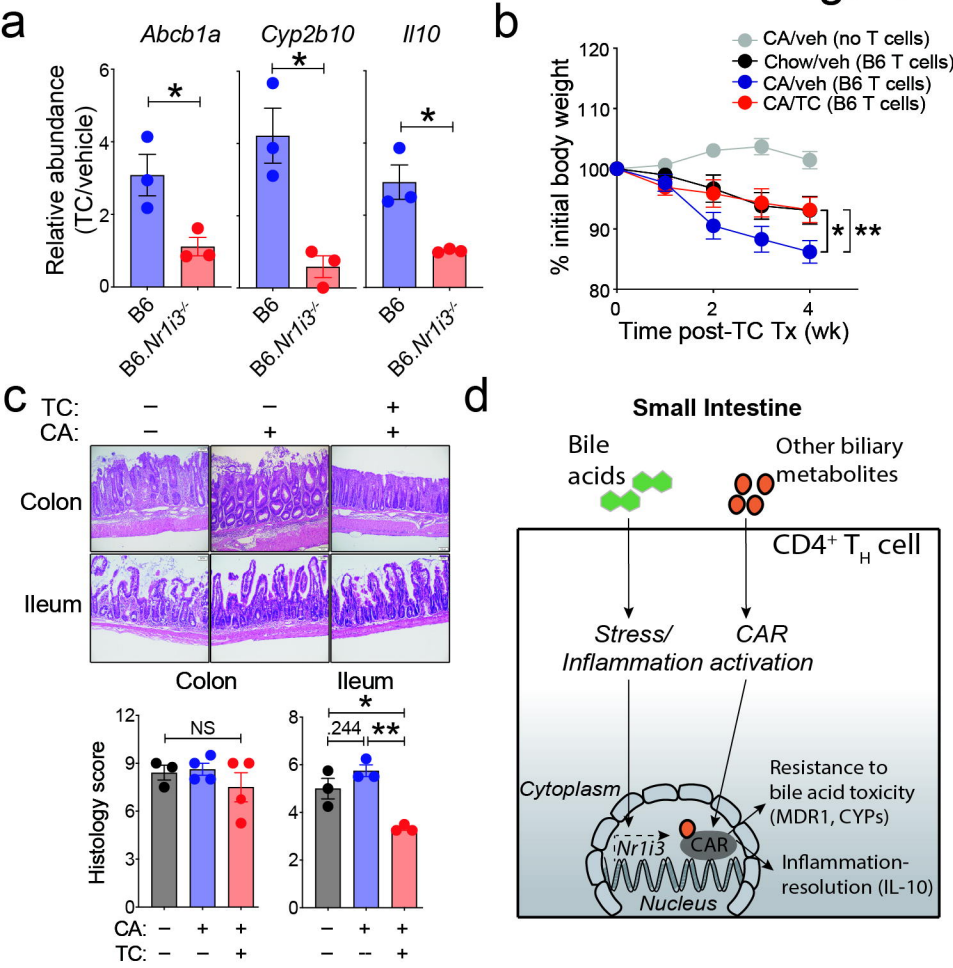 a
Abcb1a
Cyp2b10
Il10
Relative abundance
(TC/vehicle)
6
4
2
0
*
*
*
B6
B6.Nr1i3-/-
B6
B6.Nr1i3-/-
B6
B6.Nr1i3-/-
b
CA/veh (no T cells)
Chow/veh (B6 T cells)
CA/veh (B6 T cells)
CA/TC (B6 T cells)
% initial body weight
120
110
100
90
80
* **
0
2
4
Time post-TC Tx (wk)
c
TC: – – +
CA: – + +
Colon
Ileum
Colon
Histology score
12
9
6
3
0
NS
Ileum
8
6
4
2
0
*
.244
**
CA: – + + – + +
TC: – – + – -- +
d
Small Intestine
Bile
acids
Other biliary
metabolites
CD4+ TH cell
Stress/
Inflammation
CAR
activation
Cytoplasm
Nr1i3
CAR
Nucleus
Resistance to
bile acid toxicity
(MDR1, CYPs)
Inflammation-
resolution (IL-10)